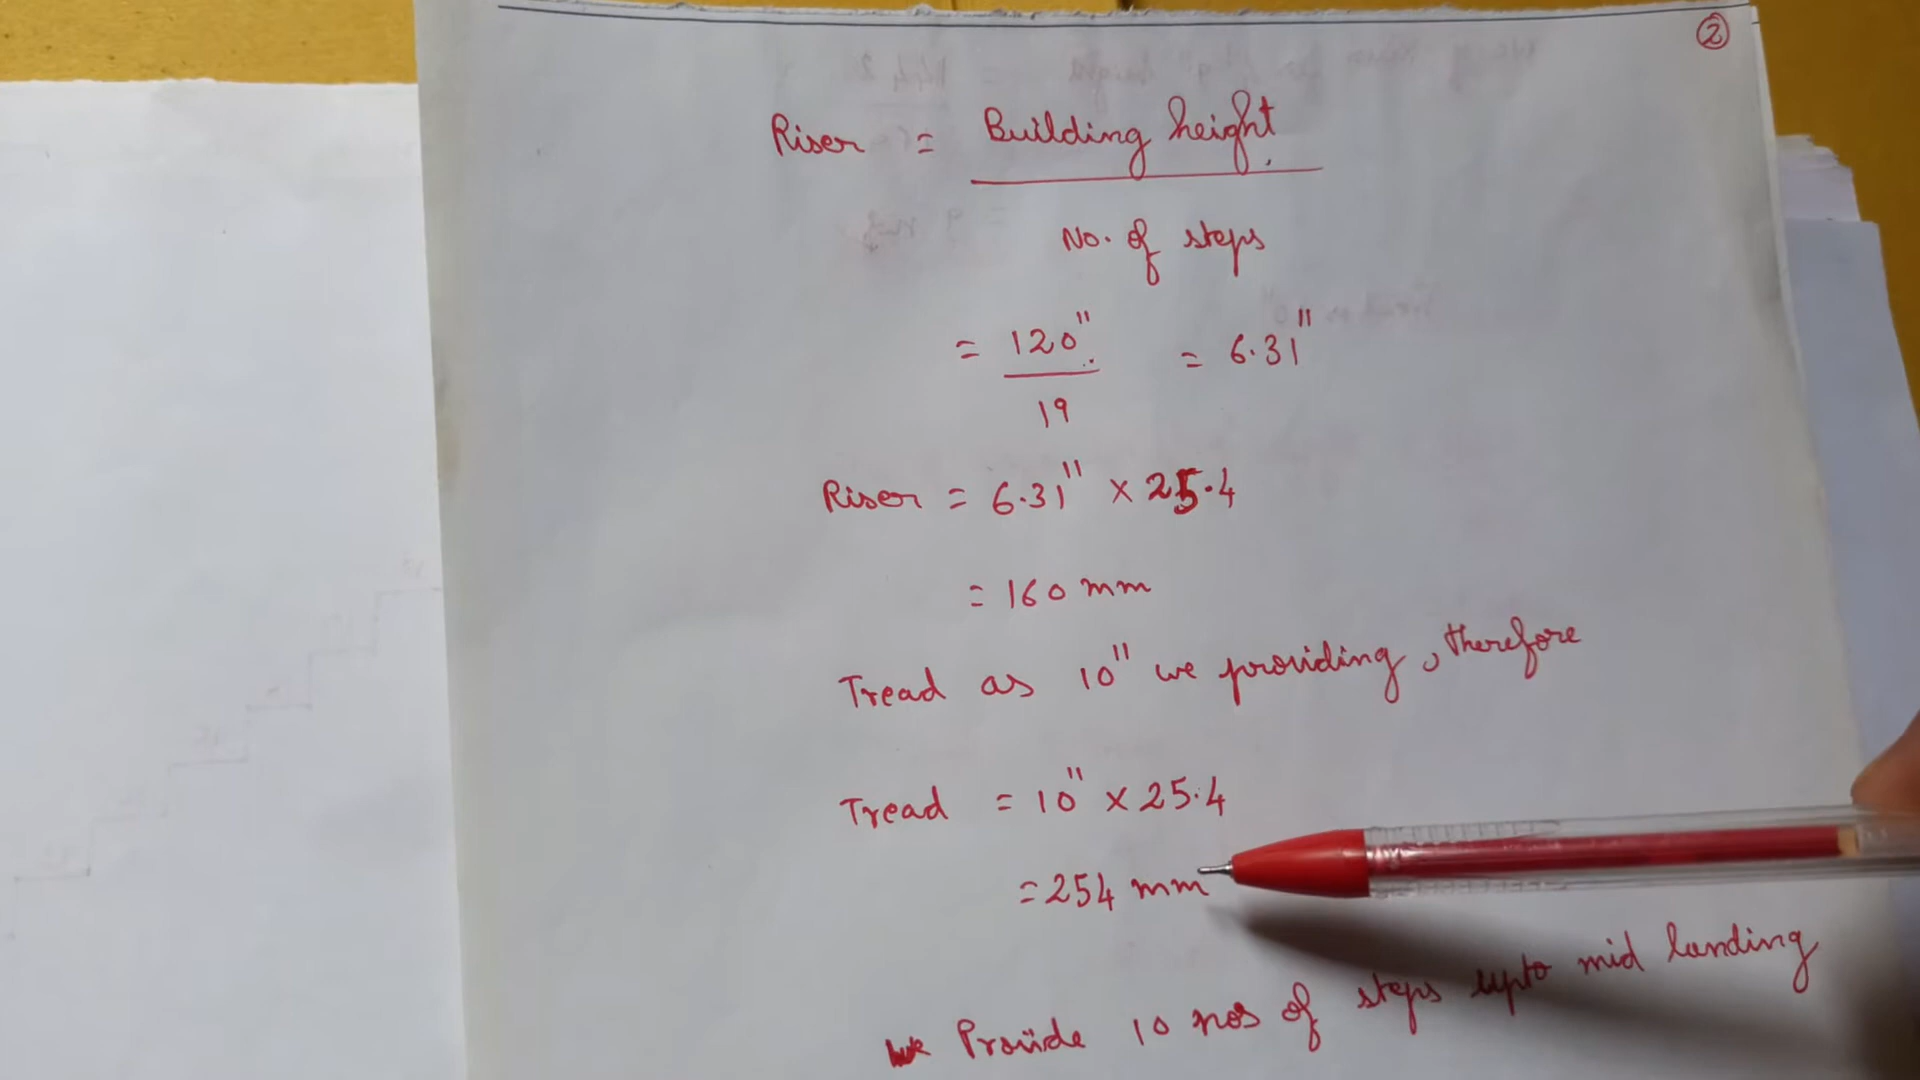 2
Riser = Building height
No. of steps
= 120" = 6.31"
19
Riser = 6.31" × 25.4
= 160 mm
Tread as 10" we providing, therefore
Tread = 10" × 25.4
= 254 mm
we Provide 10 nos of steps upto mid landing